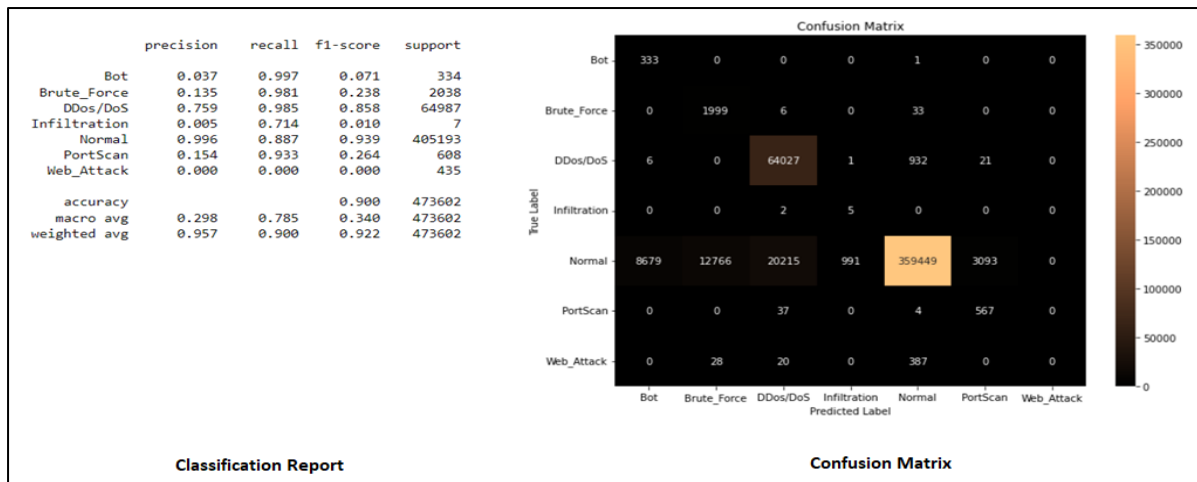 precision recall f1-score support
Bot 0.037 0.997 0.071 334
Brute_Force 0.135 0.981 0.238 2038
DDos/DoS 0.759 0.985 0.858 64987
Infiltration 0.005 0.714 0.010 7
Normal 0.996 0.887 0.939 405193
PortScan 0.154 0.933 0.264 608
Web_Attack 0.000 0.000 0.000 435
accuracy 0.900 473602
macro avg 0.298 0.785 0.340 473602
weighted avg 0.957 0.900 0.922 473602
Classification Report
Confusion Matrix
True Label
Bot 333 0 0 0 1 0 0
Brute_Force 0 1999 6 0 33 0 0
DDos/DoS 6 0 64027 1 932 21 0
Infiltration 0 0 2 5 0 0 0
Normal 8679 12766 20215 991 359449 3093 0
PortScan 0 0 37 0 4 567 0
Web_Attack 0 28 20 0 387 0 0
Bot Brute_Force DDos/DoS Infiltration Normal PortScan Web_Attack
Predicted Label
350000
300000
250000
200000
150000
100000
50000
0
Confusion Matrix